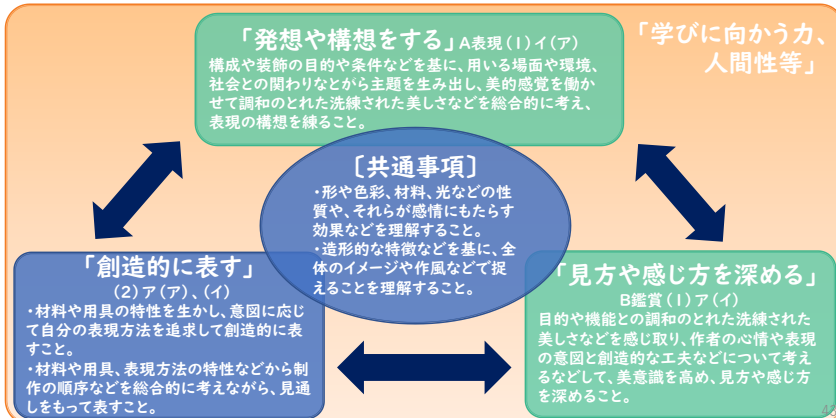 「発想や構想をする」A表現(1)イ(ア)
構成や装飾の目的や条件などを基に、用いる場面や環境、
社会との関わりなどから主題を生み出し、美的感覚を働か
せて調和のとれた洗練された美しさなどを総合的に考え、
表現の構想を練ること。
「学びに向かう力、
人間性等」
〔共通事項〕
・形や色彩、材料、光などの性
質や、それらが感情にもたらす
効果などを理解すること。
・造形的な特徴などを基に、全
体のイメージや作風などで捉
えることを理解すること。
「創造的に表す」
(2)ア(ア)、(イ)
・材料や用具の特性を生かし、意図に応じ
て自分の表現方法を追求して創造的に表
すこと。
・材料や用具、表現方法の特性などから制
作の順序などを総合的に考えながら、見通
しをもって表すこと。
「見方や感じ方を深める」
B鑑賞(1)ア(イ)
目的や機能との調和のとれた洗練された
美しさなどを感じ取り、作者の心情や表現
の意図と創造的な工夫などについて考え
るなどして、美意識を高め、見方や感じ方
を深めること。